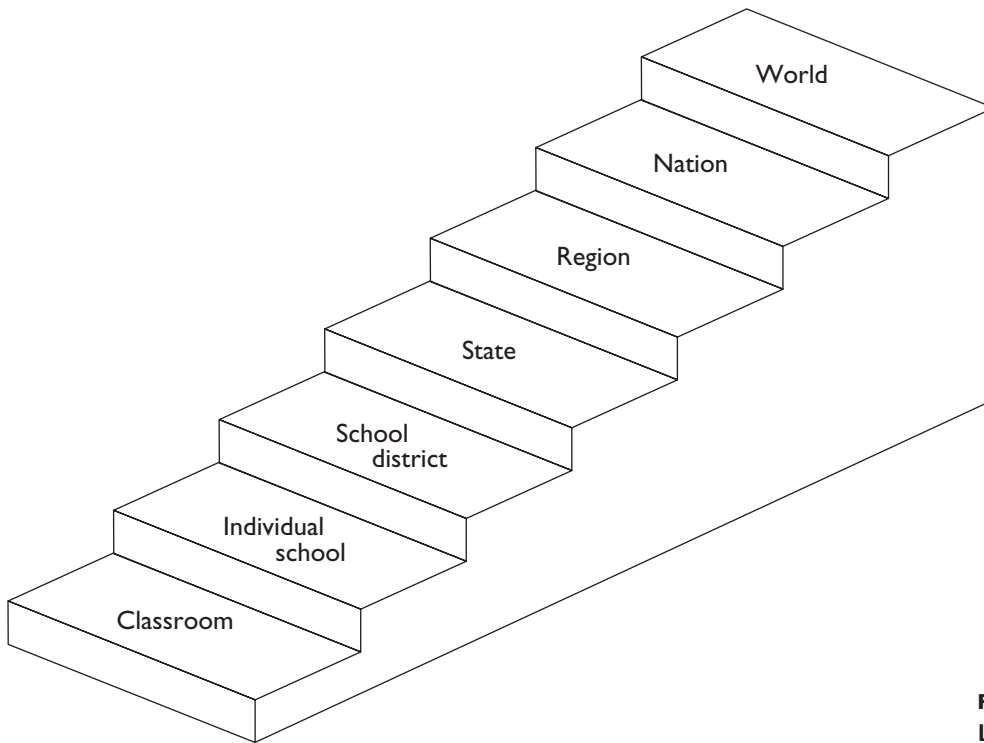 World
Nation
Region
State
School
district
Individual
school
Classroom